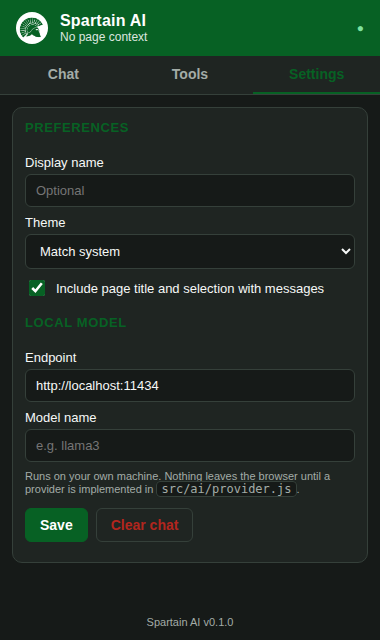 Spartain AI
No page context
Chat
Tools
Settings
PREFERENCES
Display name
Optional
Theme
Match system
Include page title and selection with messages
LOCAL MODEL
Endpoint
http://localhost:11434
Model name
e.g. llama3
Runs on your own machine. Nothing leaves the browser until a
provider is implemented in src/ai/provider.js.
Save
Clear chat
Spartain AI v0.1.0